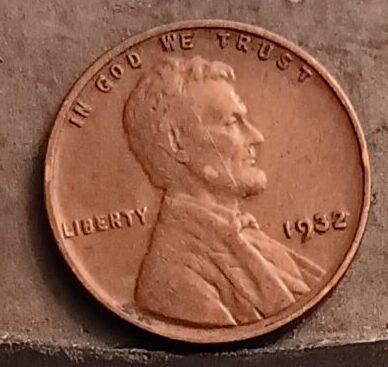 IN GOD WE TRUST
LIBERTY
1932